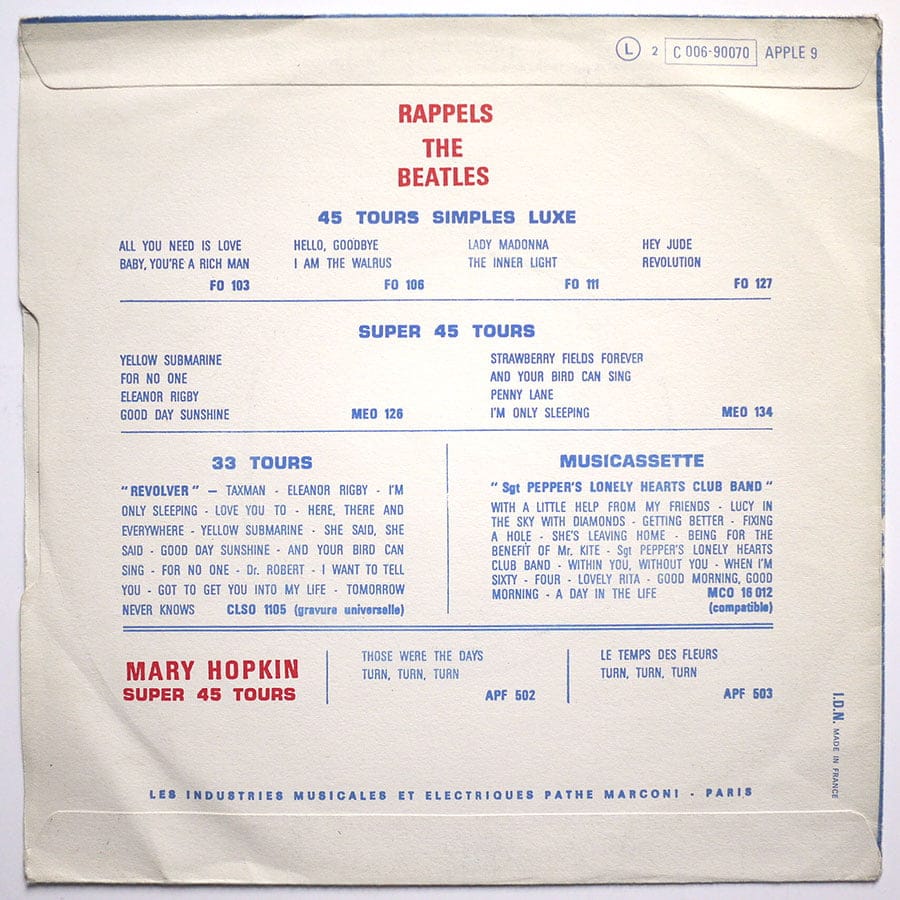 L 2 C 006-90070 APPLE 9
RAPPELS
THE
BEATLES
45 TOURS SIMPLES LUXE
ALL YOU NEED IS LOVE
BABY, YOU'RE A RICH MAN
FO 103
HELLO, GOODBYE
I AM THE WALRUS
FO 106
LADY MADONNA
THE INNER LIGHT
FO 111
HEY JUDE
REVOLUTION
FO 127
SUPER 45 TOURS
YELLOW SUBMARINE
FOR NO ONE
ELEANOR RIGBY
GOOD DAY SUNSHINE MEO 126
STRAWBERRY FIELDS FOREVER
AND YOUR BIRD CAN SING
PENNY LANE
I'M ONLY SLEEPING MEO 134
33 TOURS
"REVOLVER" – TAXMAN - ELEANOR RIGBY - I'M
ONLY SLEEPING - LOVE YOU TO - HERE, THERE AND
EVERYWHERE - YELLOW SUBMARINE - SHE SAID, SHE
SAID - GOOD DAY SUNSHINE - AND YOUR BIRD CAN
SING - FOR NO ONE - Dr. ROBERT - I WANT TO TELL
YOU - GOT TO GET YOU INTO MY LIFE - TOMORROW
NEVER KNOWS CLSO 1105 (gravure universelle)
MUSICASSETTE
"Sgt PEPPER'S LONELY HEARTS CLUB BAND"
WITH A LITTLE HELP FROM MY FRIENDS - LUCY IN
THE SKY WITH DIAMONDS - GETTING BETTER - FIXING
A HOLE - SHE'S LEAVING HOME - BEING FOR THE
BENEFIT OF Mr. KITE - Sgt PEPPER'S LONELY HEARTS
CLUB BAND - WITHIN YOU, WITHOUT YOU - WHEN I'M
SIXTY - FOUR - LOVELY RITA - GOOD MORNING, GOOD
MORNING - A DAY IN THE LIFE MCO 16 012
(compatible)
MARY HOPKIN
SUPER 45 TOURS
THOSE WERE THE DAYS
TURN, TURN, TURN
APF 502
LE TEMPS DES FLEURS
TURN, TURN, TURN
APF 503
I.D.N. MADE IN FRANCE
LES INDUSTRIES MUSICALES ET ELECTRIQUES PATHE MARCONI - PARIS